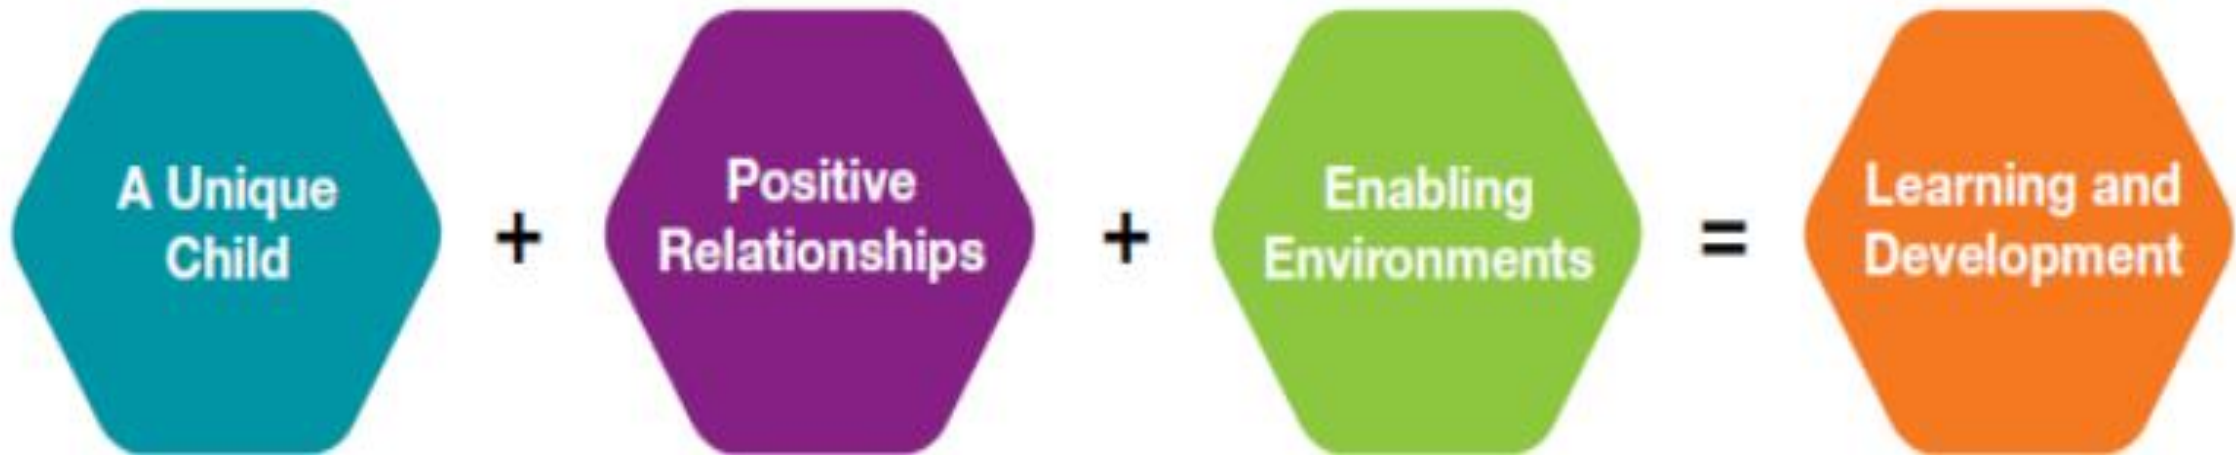 A Unique
Child
+
Positive
Relationships
+
Enabling
Environments
=
Learning and
Development